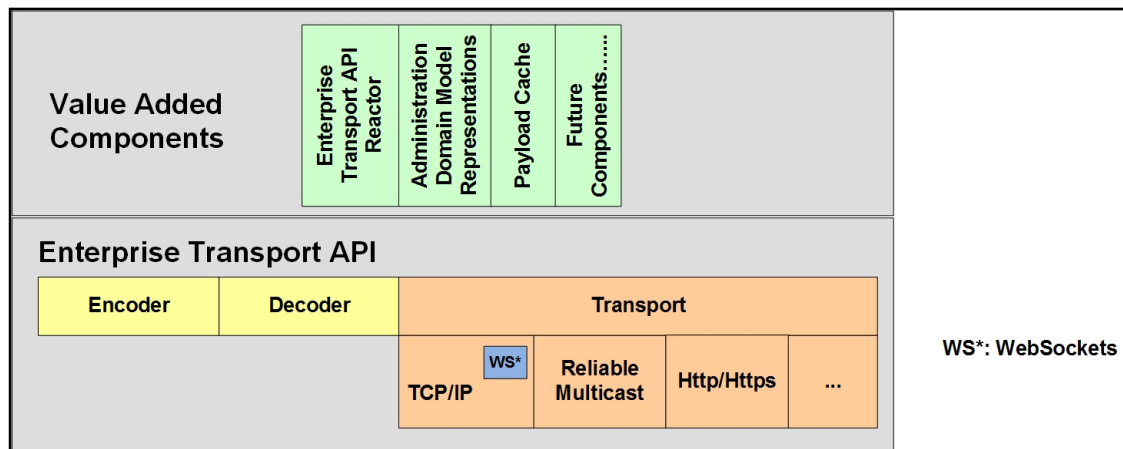 Value Added
Components
Enterprise
Transport API
Reactor
Administration
Domain Model
Representations
Payload Cache
Future
Components.....
Enterprise Transport API
Encoder
Decoder
Transport
TCP/IP
WS*
Reliable
Multicast
Http/Https
...
WS*: WebSockets